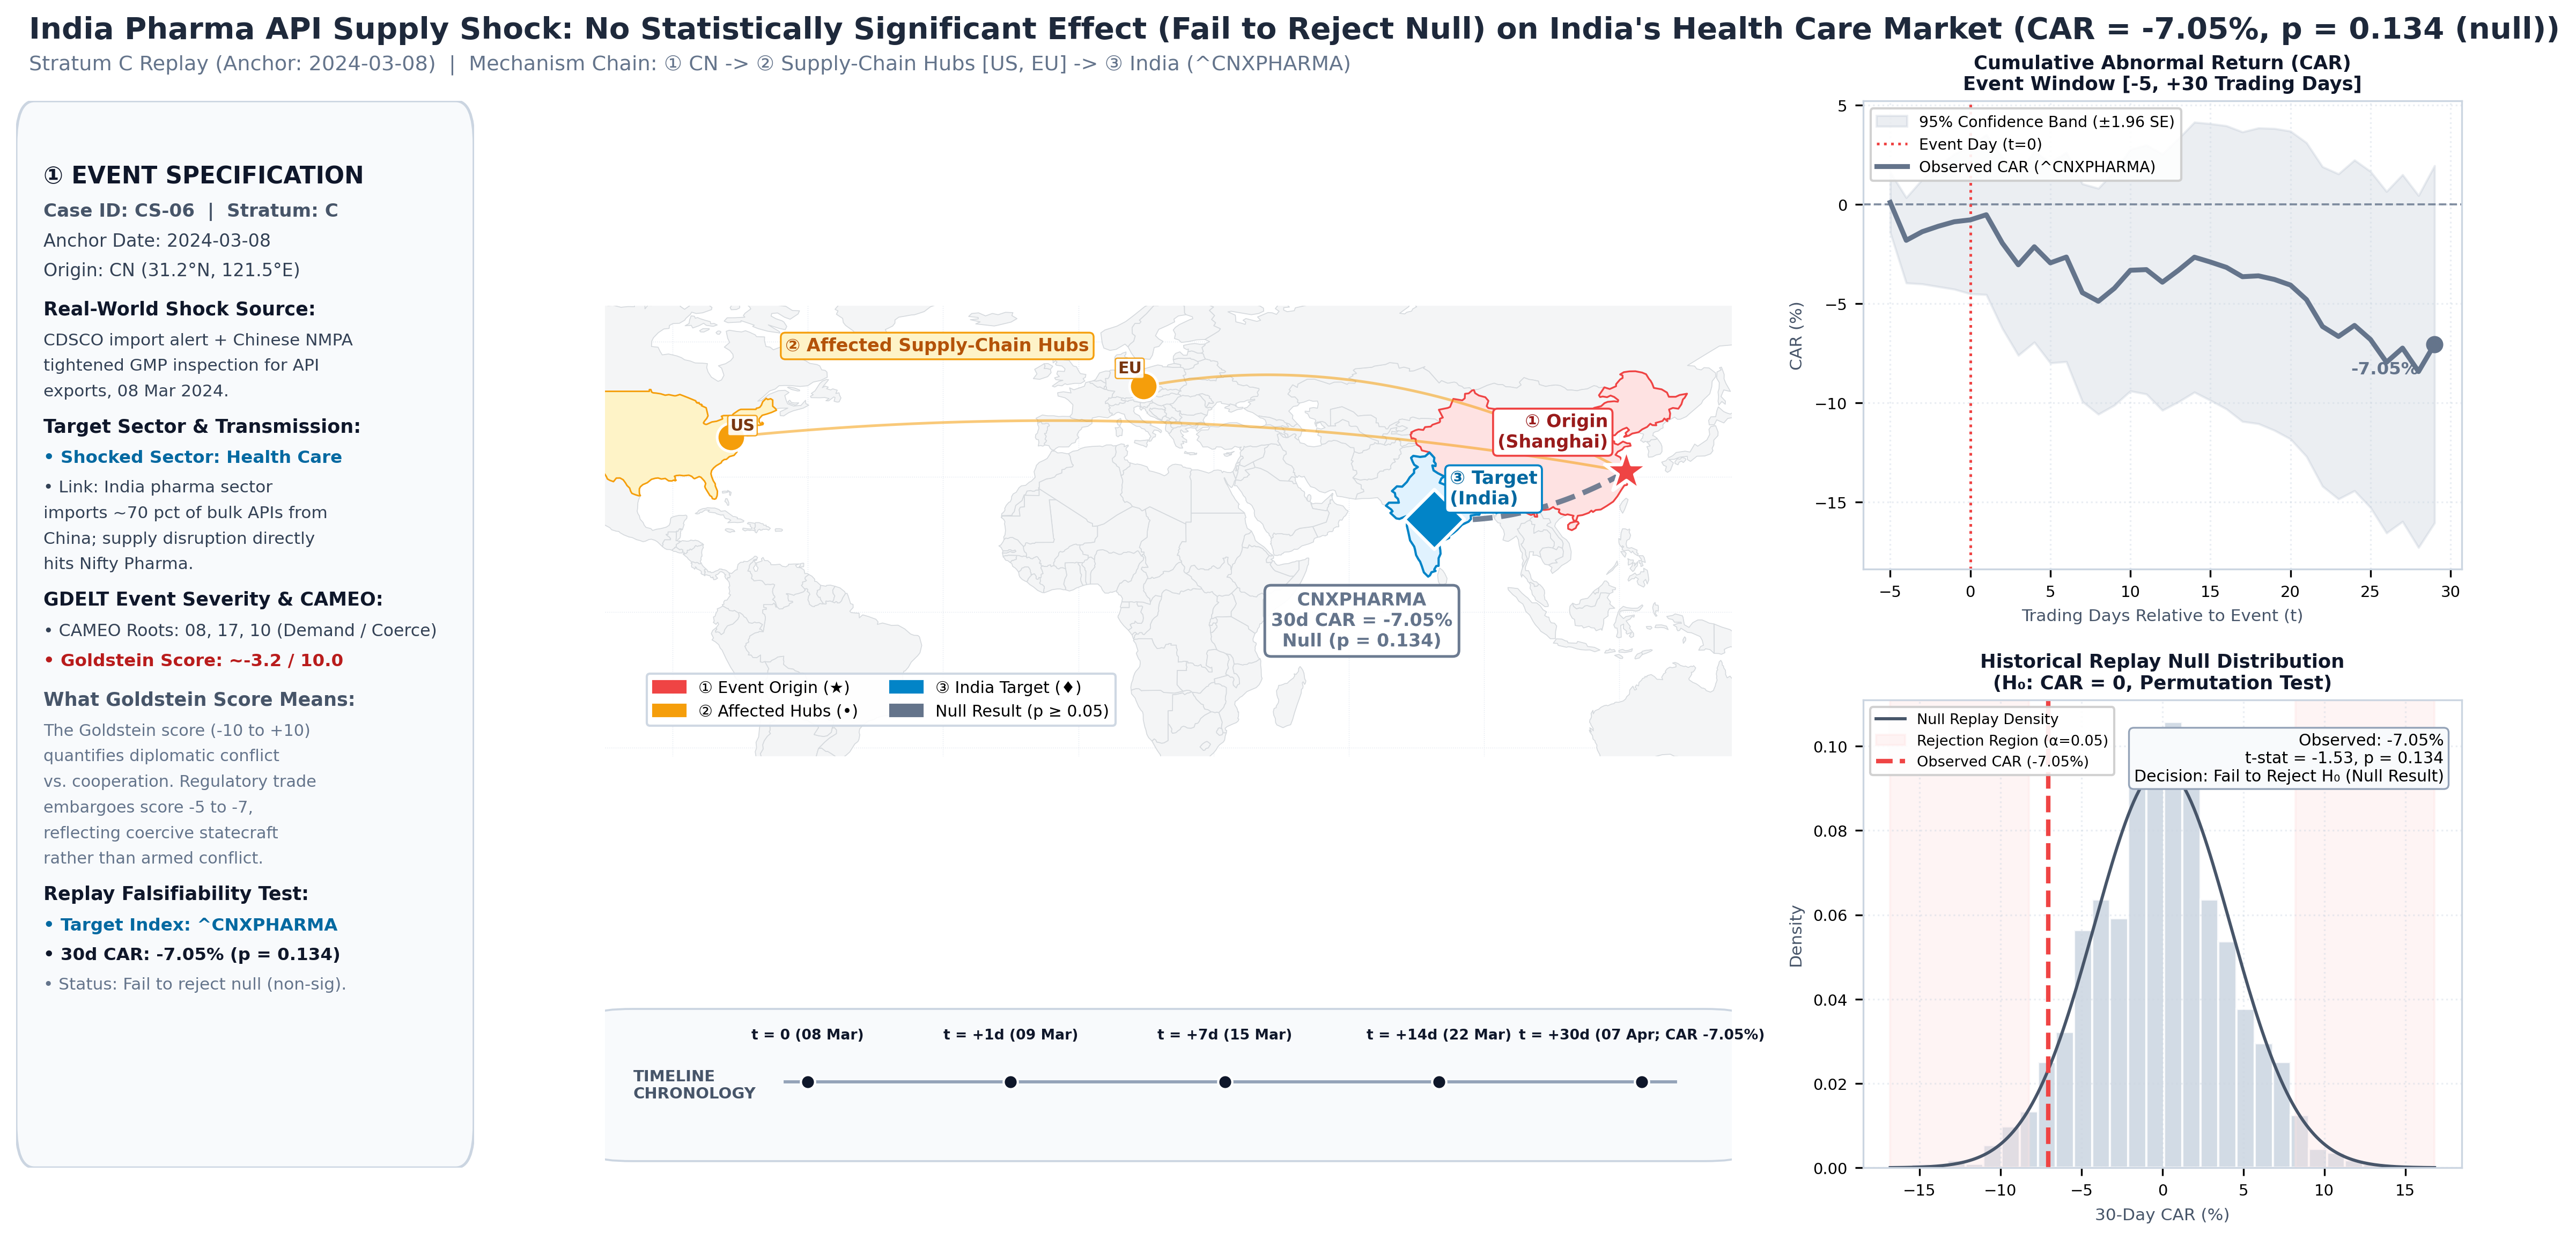 India Pharma API Supply Shock: No Statistically Significant Effect (Fail to Reject Null) on India's Health Care Market (CAR = -7.05%, p = 0.134 (null))
Stratum C Replay (Anchor: 2024-03-08)  |  Mechanism Chain: ① CN -> ② Supply-Chain Hubs [US, EU] -> ③ India (^CNXPHARMA)
① EVENT SPECIFICATION
Case ID: CS-06  |  Stratum: C
Anchor Date: 2024-03-08
Origin: CN (31.2°N, 121.5°E)
Real-World Shock Source:
CDSCO import alert + Chinese NMPA
tightened GMP inspection for API
exports, 08 Mar 2024.
Target Sector & Transmission:
• Shocked Sector: Health Care
• Link: India pharma sector
imports ~70 pct of bulk APIs from
China; supply disruption directly
hits Nifty Pharma.
GDELT Event Severity & CAMEO:
• CAMEO Roots: 08, 17, 10 (Demand / Coerce)
• Goldstein Score: ~-3.2 / 10.0
What Goldstein Score Means:
The Goldstein score (-10 to +10)
quantifies diplomatic conflict
vs. cooperation. Regulatory trade
embargoes score -5 to -7,
reflecting coercive statecraft
rather than armed conflict.
Replay Falsifiability Test:
• Target Index: ^CNXPHARMA
• 30d CAR: -7.05% (p = 0.134)
• Status: Fail to reject null (non-sig).
② Affected Supply-Chain Hubs
EU
US
① Origin
(Shanghai)
③ Target
(India)
CNXPHARMA
30d CAR = -7.05%
Null (p = 0.134)
① Event Origin (★)
② Affected Hubs (•)
③ India Target (♦)
Null Result (p ≥ 0.05)
t = 0 (08 Mar)
t = +1d (09 Mar)
t = +7d (15 Mar)
t = +14d (22 Mar)
t = +30d (07 Apr; CAR -7.05%)
TIMELINE
CHRONOLOGY
Cumulative Abnormal Return (CAR)
Event Window [-5, +30 Trading Days]
95% Confidence Band (±1.96 SE)
Event Day (t=0)
Observed CAR (^CNXPHARMA)
CAR (%)
5
0
−5
−10
−15
-7.05%
−5
0
5
10
15
20
25
30
Trading Days Relative to Event (t)
Historical Replay Null Distribution
(H₀: CAR = 0, Permutation Test)
Null Replay Density
Rejection Region (α=0.05)
Observed CAR (-7.05%)
Observed: -7.05%
t-stat = -1.53, p = 0.134
Decision: Fail to Reject H₀ (Null Result)
Density
0.10
0.08
0.06
0.04
0.02
0.00
−15
−10
−5
0
5
10
15
30-Day CAR (%)